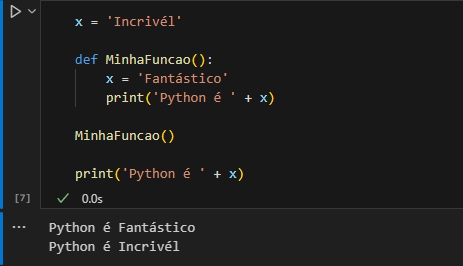 x = 'Incrivél'
def MinhaFuncao():
    x = 'Fantástico'
    print('Python é ' + x)
MinhaFuncao()
print('Python é ' + x)
[7]
0.0s
Python é Fantástico
Python é Incrivél